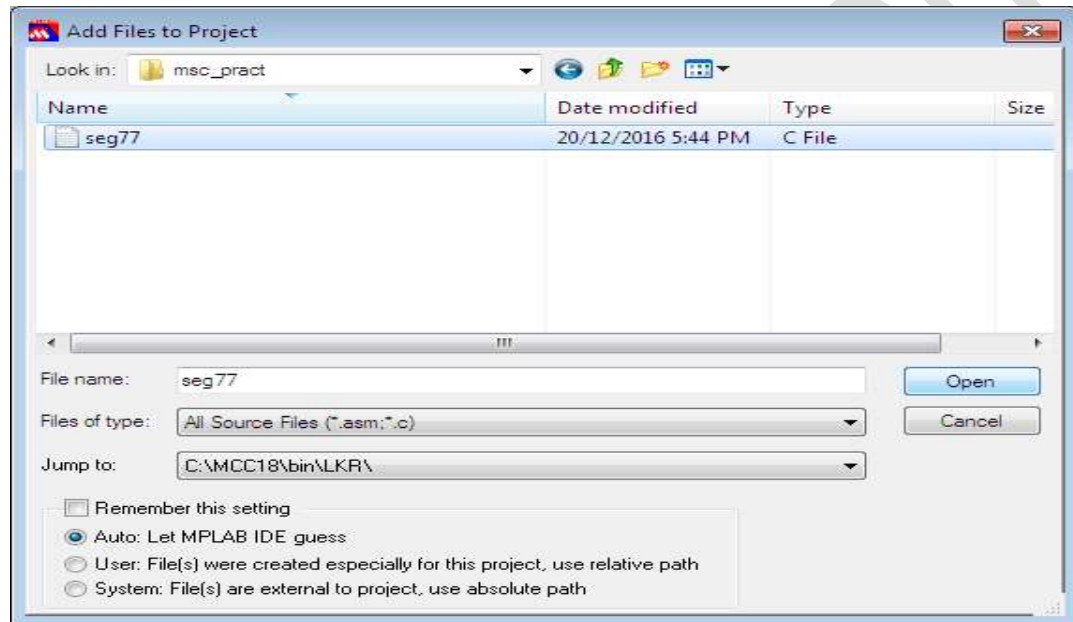 Add Files to Project
Look in: msc_pract
Name Date modified Type Size
seg77 20/12/2016 5:44 PM C File
File name: seg77 Open
Files of type: All Source Files (*.asm;*.c) Cancel
Jump to: C:\MCC18\bin\LKR\
Remember this setting
Auto: Let MPLAB IDE guess
User: File(s) were created especially for this project, use relative path
System: File(s) are external to project, use absolute path